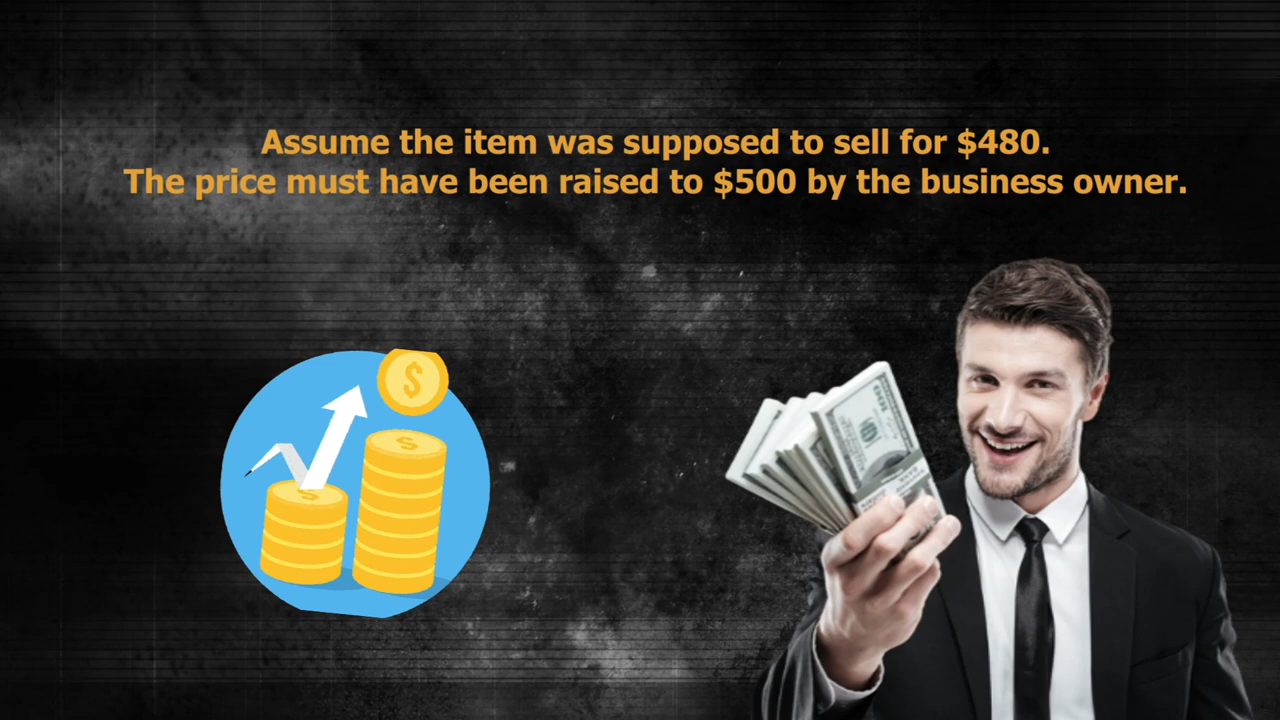 Assume the item was supposed to sell for $480.
The price must have been raised to $500 by the business owner.